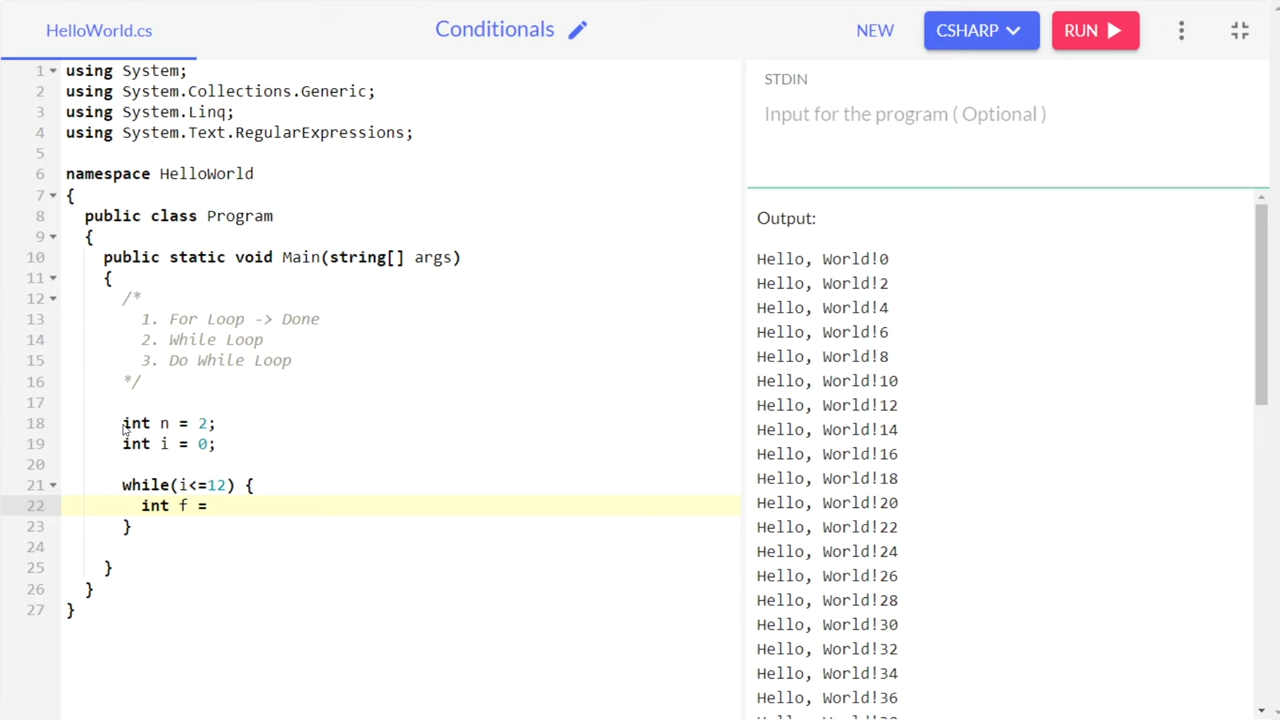 HelloWorld.cs
Conditionals
NEW
CSHARP
RUN
1 using System;
2 using System.Collections.Generic;
3 using System.Linq;
4 using System.Text.RegularExpressions;
5
6 namespace HelloWorld
7 {
8 public class Program
9 {
10 public static void Main(string[] args)
11 {
12 /*
13 1. For Loop -> Done
14 2. While Loop
15 3. Do While Loop
16 */
17
18 int n = 2;
19 int i = 0;
20
21 while(i<=12) {
22 int f =
23 }
24
25 }
26 }
27 }
STDIN
Input for the program ( Optional )
Output:
Hello, World!0
Hello, World!2
Hello, World!4
Hello, World!6
Hello, World!8
Hello, World!10
Hello, World!12
Hello, World!14
Hello, World!16
Hello, World!18
Hello, World!20
Hello, World!22
Hello, World!24
Hello, World!26
Hello, World!28
Hello, World!30
Hello, World!32
Hello, World!34
Hello, World!36